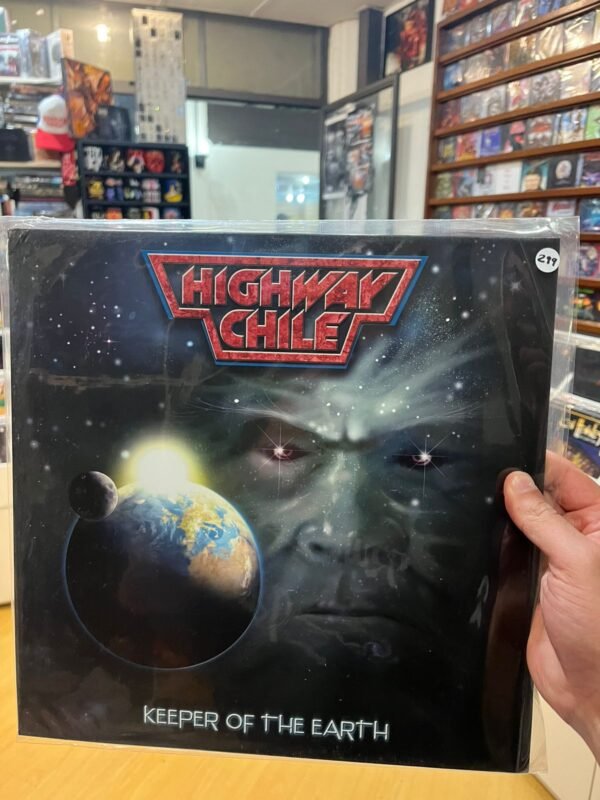 HIGHWAY
CHILE
299
KEEPER OF THE EARTH